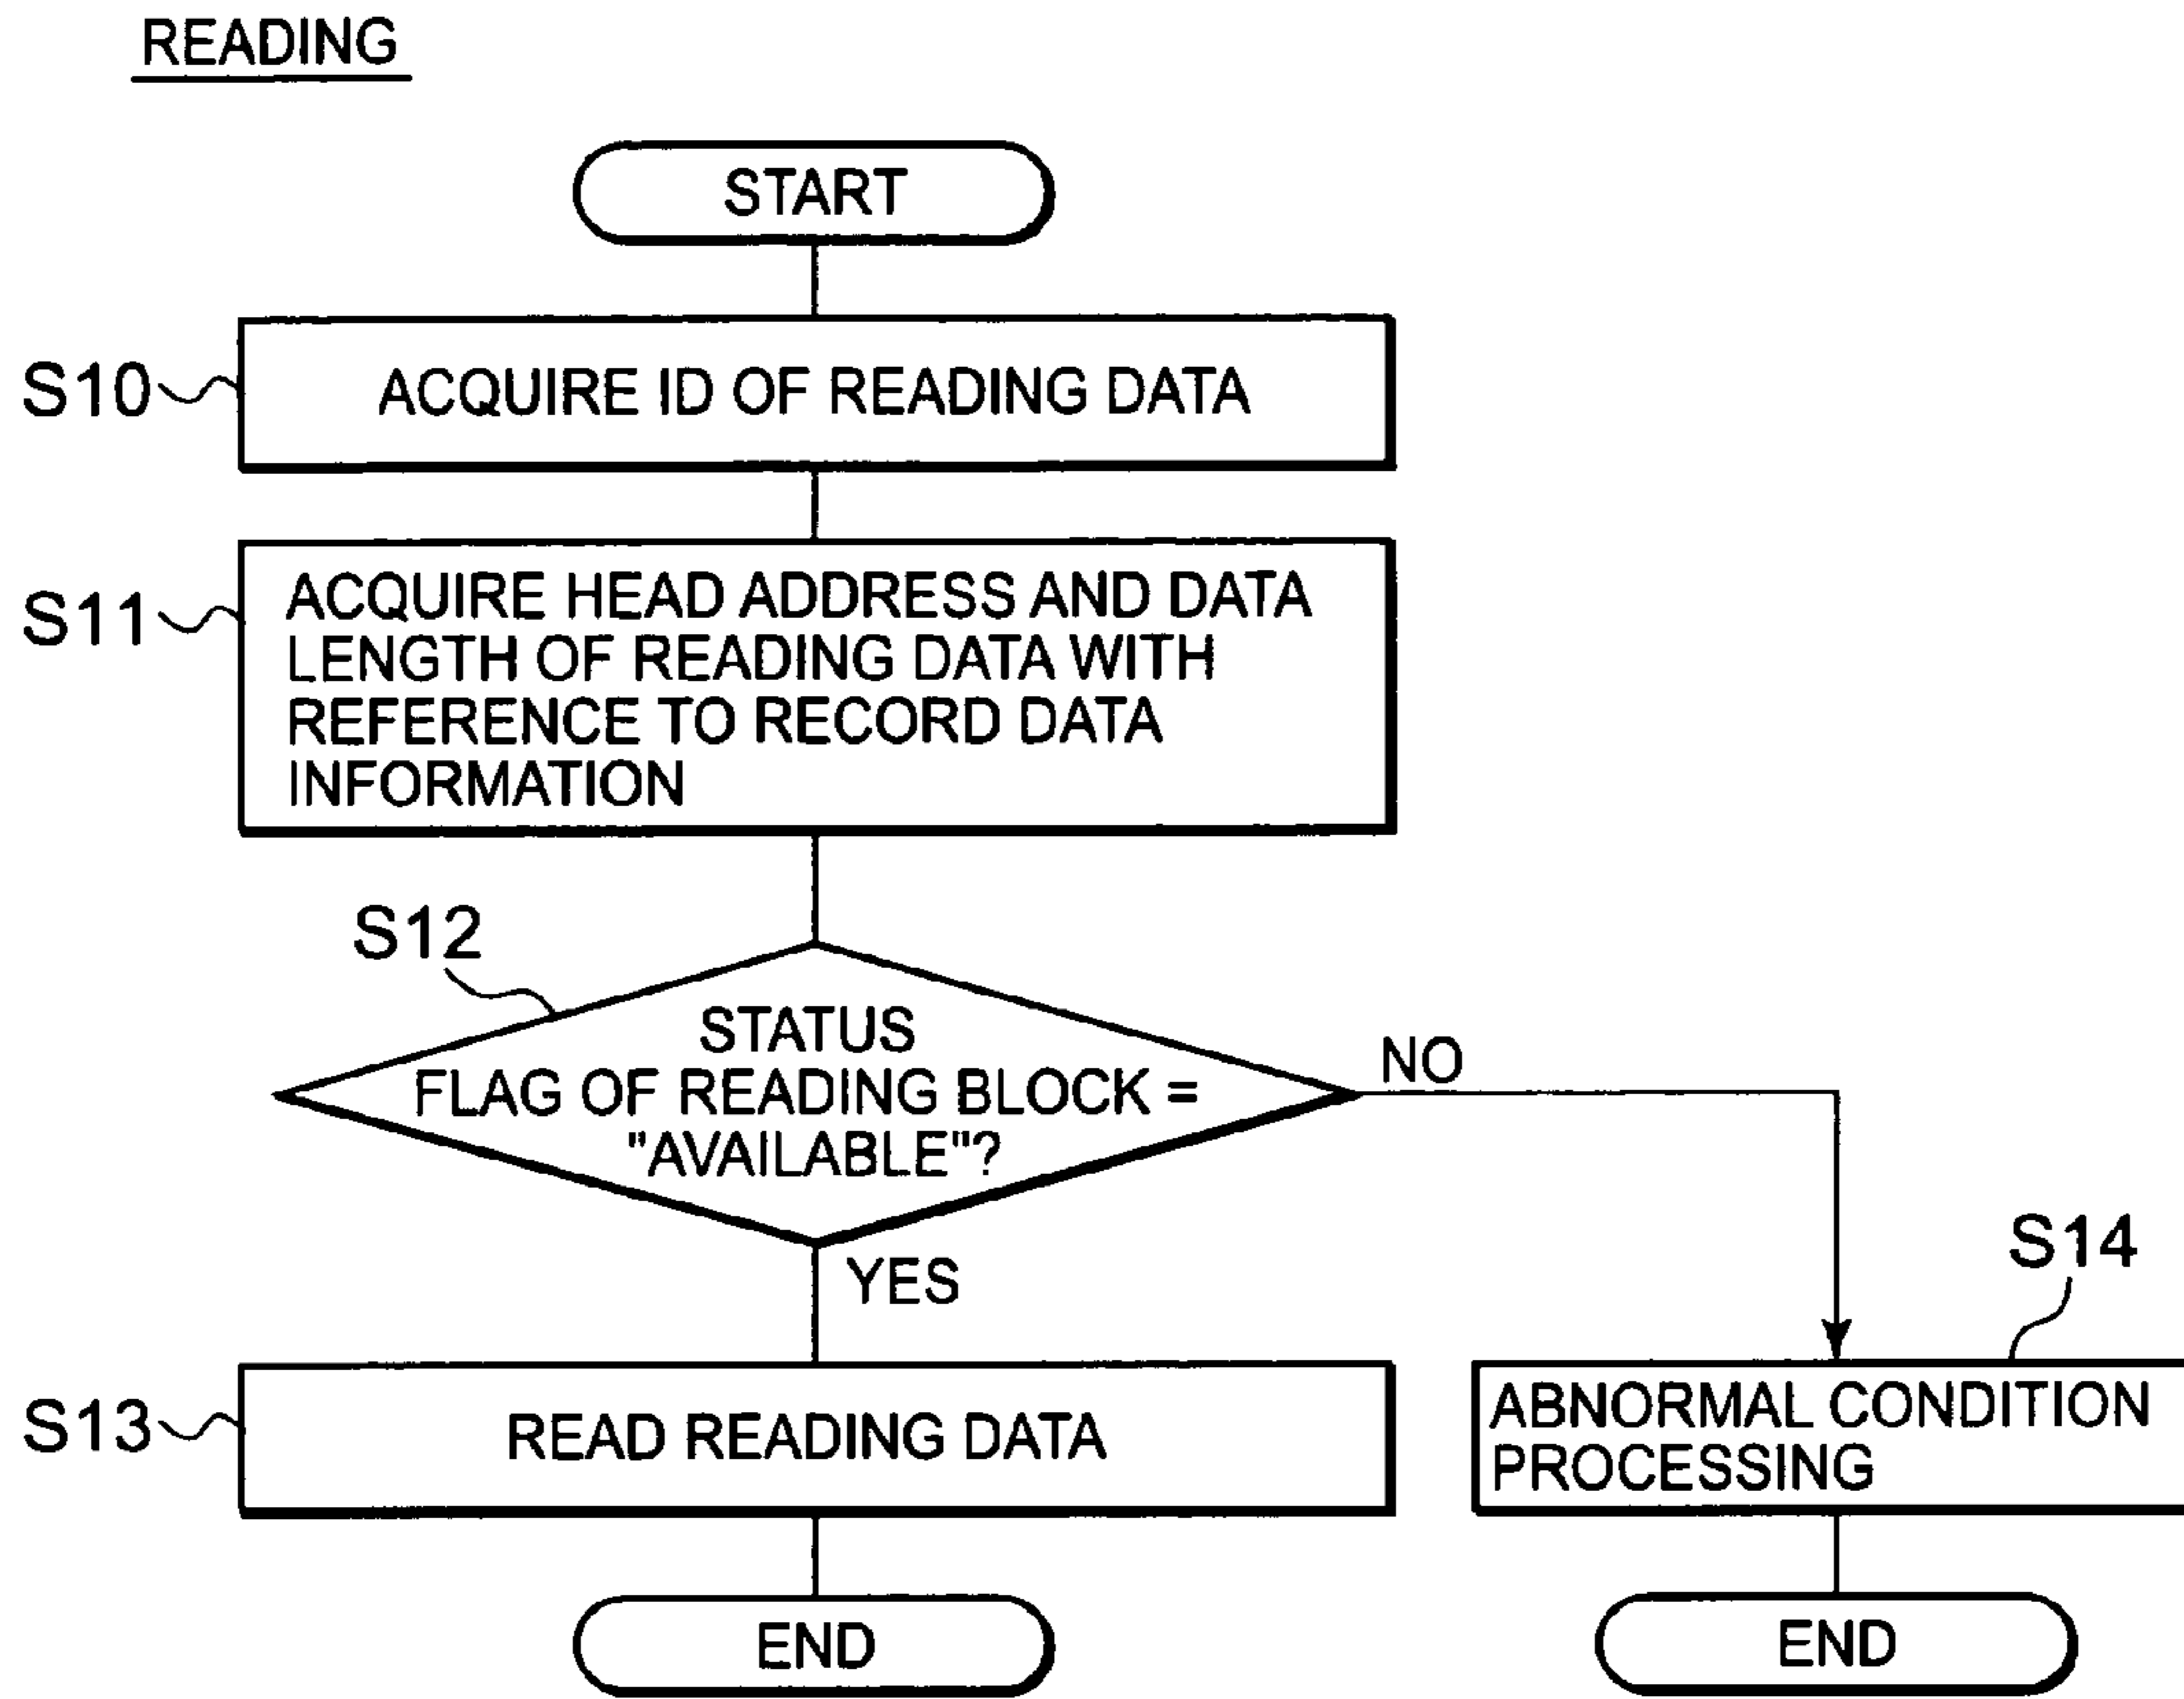 READING
START
S10
ACQUIRE ID OF READING DATA
S11
ACQUIRE HEAD ADDRESS AND DATA
LENGTH OF READING DATA WITH
REFERENCE TO RECORD DATA
INFORMATION
S12
STATUS
FLAG OF READING BLOCK =
"AVAILABLE"?
NO
YES
S14
S13
READ READING DATA
ABNORMAL CONDITION
PROCESSING
END
END